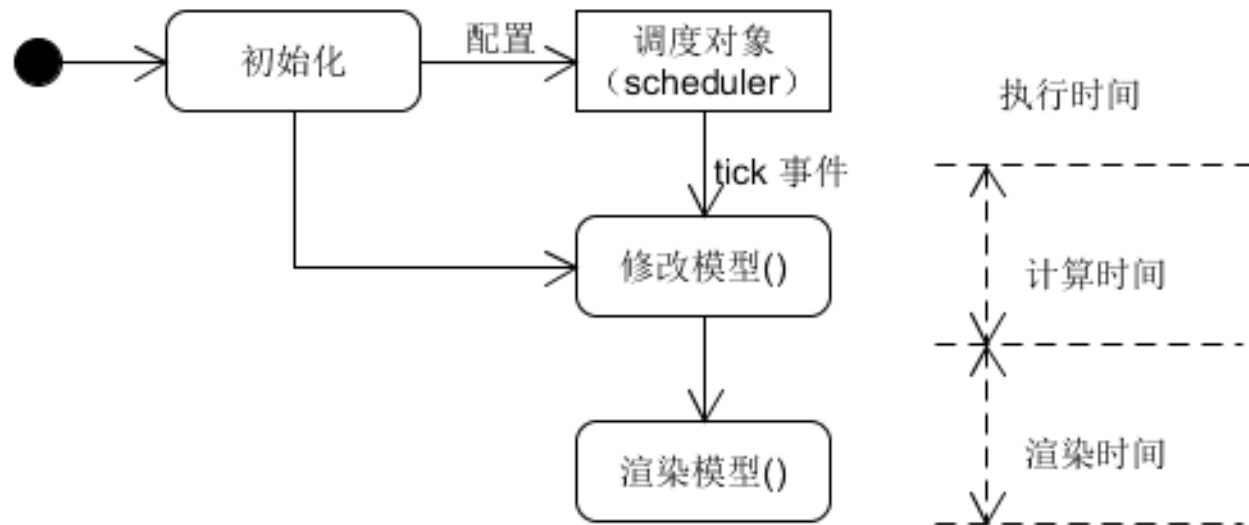 初始化
配置
调度对象
（scheduler）
执行时间
tick 事件
修改模型()
计算时间
渲染模型()
渲染时间